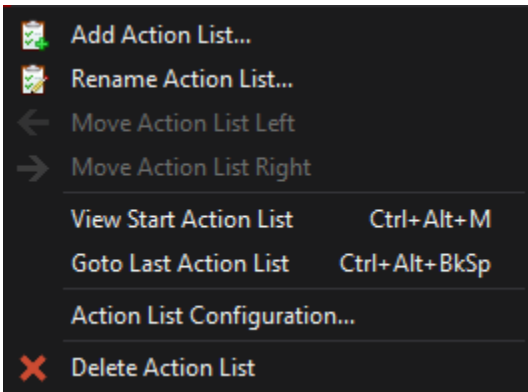 Add Action List...
Rename Action List...
Move Action List Left
Move Action List Right
View Start Action List Ctrl+Alt+M
Goto Last Action List Ctrl+Alt+BkSp
Action List Configuration...
Delete Action List